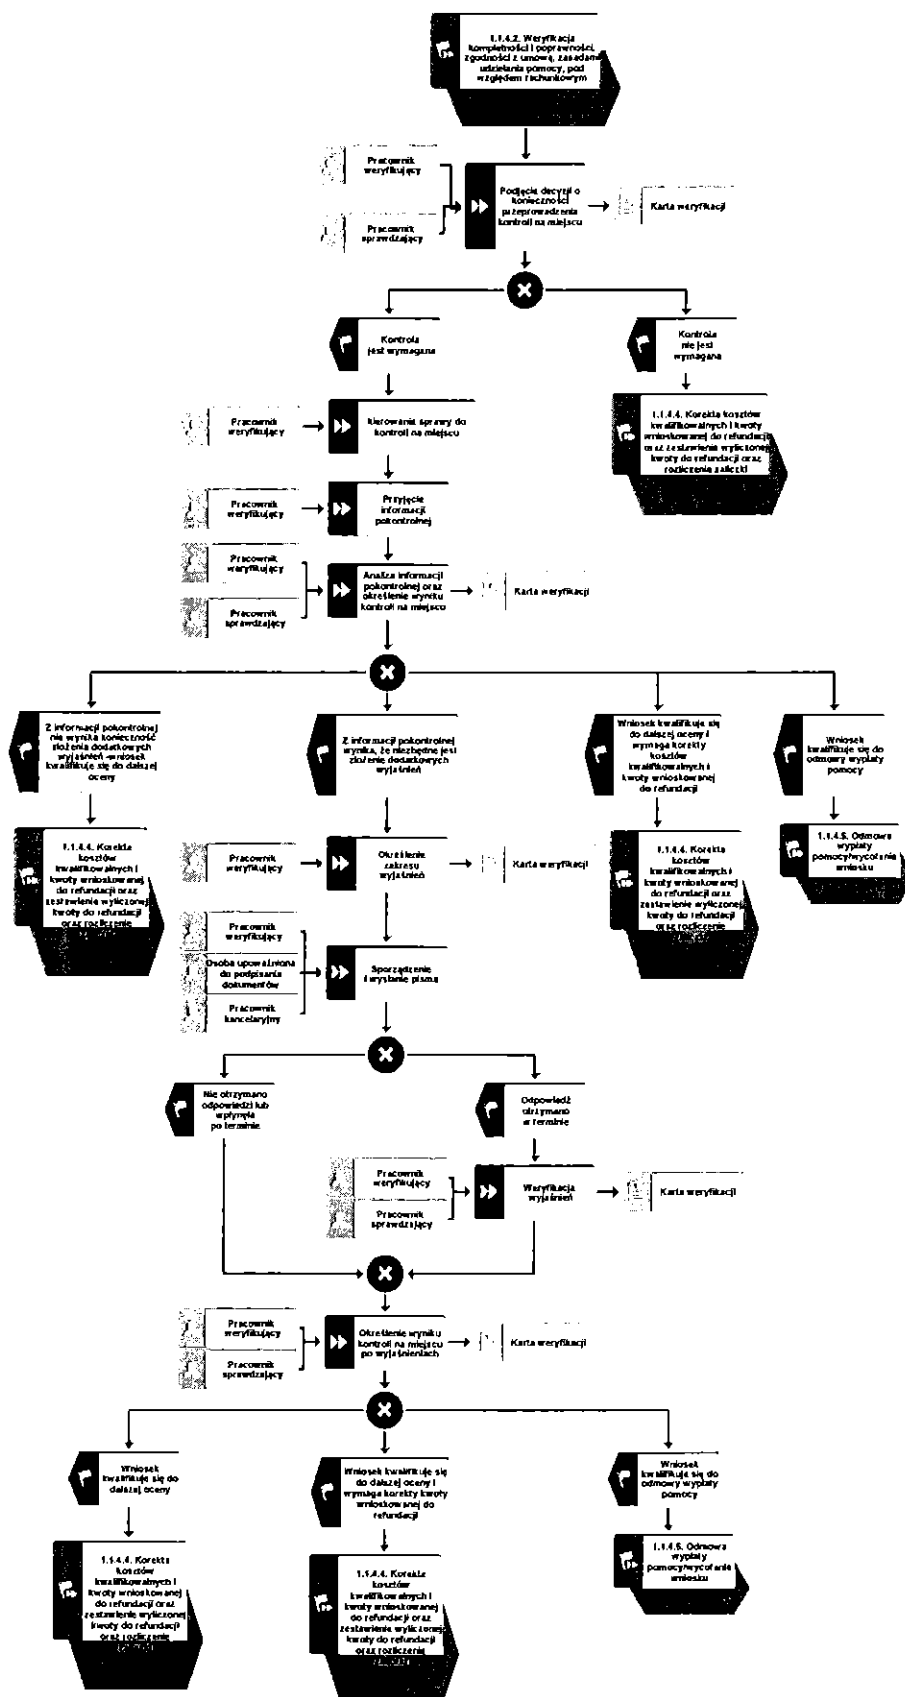 1.1.4.2. Weryfikacja
kompletności i poprawności,
zgodności z umową, zasadami
udzielania pomocy, pod
względem rachunkowym
Pracownik
weryfikujący
Pracownik
sprawdzający
Podjęcie decyzji o
konieczności
przeprowadzenia
kontroli na miejscu
Karta weryfikacji
Kontrola
jest wymagana
Kontrola
nie jest
wymagana
Pracownik
weryfikujący
Kierowanie sprawy do
kontroli na miejscu
1.1.4.4. Korekta kosztów
kwalifikowalnych i kwoty
wnioskowanej do refundacji
oraz zestawienie wyliczonej
kwoty do refundacji oraz
rozliczenie zaliczki
Pracownik
weryfikujący
Przyjęcie
informacji
pokontrolnej
Pracownik
weryfikujący
Pracownik
sprawdzający
Analiza informacji
pokontrolnej oraz
określenie wyniku
kontroli na miejscu
Karta weryfikacji
Z informacji pokontrolnej
nie wynika konieczność
złożenia dodatkowych
wyjaśnień -wniosek
kwalifikuje się do dalszej
oceny
Z informacji pokontrolnej
wynika, że niezbędne jest
złożenie dodatkowych
wyjaśnień
Wniosek kwalifikuje się
do dalszej oceny i
wymaga korekty
kosztów
kwalifikowalnych i
kwoty wnioskowanej
do refundacji
Wniosek
kwalifikuje się do
odmowy wypłaty
pomocy
1.1.4.4. Korekta
kosztów
kwalifikowalnych i
kwoty wnioskowanej
do refundacji oraz
zestawienie wyliczonej
kwoty do refundacji
oraz rozliczenie
Pracownik
weryfikujący
Określenie
zakresu
wyjaśnień
Karta weryfikacji
1.1.4.4. Korekta
kosztów
kwalifikowalnych i
kwoty wnioskowanej
do refundacji oraz
zestawienie wyliczonej
kwoty do refundacji
oraz rozliczenie
1.1.4.5. Odmowa
wypłaty
pomocy/wycofanie
wniosku
Pracownik
weryfikujący
Osoba upoważniona
do podpisania
dokumentów
Pracownik
kancelaryjny
Sporządzenie
i wysłanie pisma
Nie otrzymano
odpowiedzi lub
wpłynęła
po terminie
Odpowiedź
otrzymano
w terminie
Pracownik
weryfikujący
Pracownik
sprawdzający
Weryfikacja
wyjaśnień
Karta weryfikacji
Pracownik
weryfikujący
Pracownik
sprawdzający
Określenie wyniku
kontroli na miejscu
po wyjaśnieniach
Karta weryfikacji
Wniosek
kwalifikuje się do
dalszej oceny
Wniosek kwalifikuje się
do dalszej oceny i
wymaga korekty kwoty
wnioskowanej do
refundacji
Wniosek
kwalifikuje się do
odmowy wypłaty
pomocy
1.1.4.4. Korekta
kosztów
kwalifikowalnych i
kwoty wnioskowanej
do refundacji oraz
zestawienie wyliczonej
kwoty do refundacji
oraz rozliczenie
1.1.4.4. Korekta
kosztów
kwalifikowalnych i
kwoty wnioskowanej
do refundacji oraz
zestawienie wyliczonej
kwoty do refundacji
oraz rozliczenie
1.1.4.5. Odmowa
wypłaty
pomocy/wycofanie
wniosku